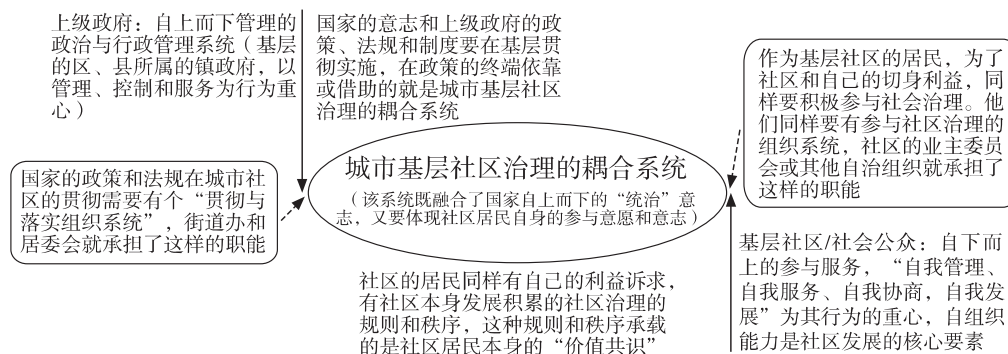 上级政府：自上而下管理的
政治与行政管理系统（基层
的区、县所属的镇政府，以
管理、控制和服务为行为重
心）
国家的意志和上级政府的政
策、法规和制度要在基层贯
彻实施，在政策的终端依靠
或借助的就是城市基层社区
治理的耦合系统
作为基层社区的居民，为了
社区和自己的切身利益，同
样要积极参与社会治理。他
们同样要有参与社区治理的
组织系统，社区的业主委员
会或其他自治组织就承担了
这样的职能
城市基层社区治理的耦合系统
（该系统既融合了国家自上而下的“统治”意
志，又要体现社区居民自身的参与意愿和意志）
国家的政策和法规在城市社
区的贯彻需要有个“贯彻与
落实组织系统”，街道办和
居委会就承担了这样的职能
社区的居民同样有自己的利益诉求，
有社区本身发展积累的社区治理的
规则和秩序，这种规则和秩序承载
的是社区居民本身的“价值共识”
基层社区/社会公众：自下而
上的参与服务，“自我管理、
自我服务、自我协商，自我发
展”为其行为的重心，自组织
能力是社区发展的核心要素